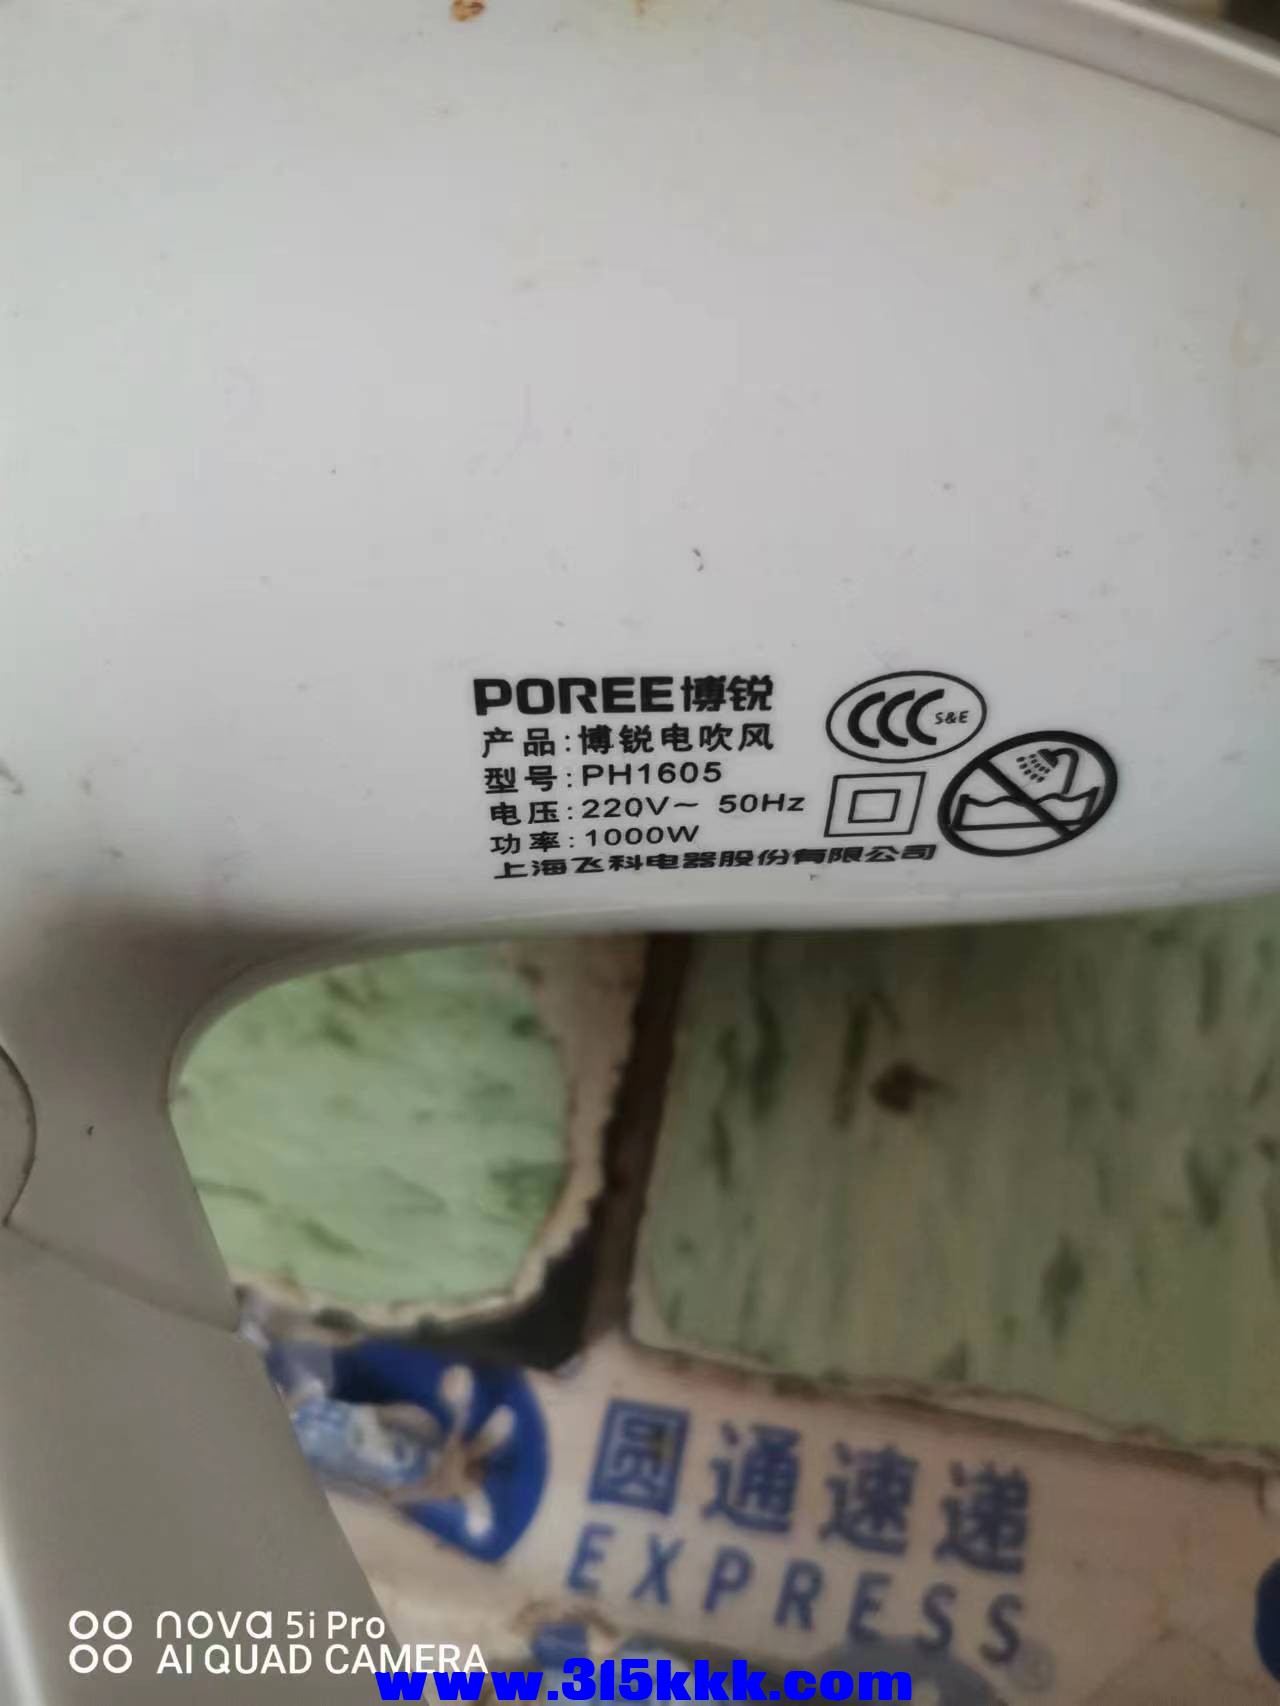 POREE博锐
产品:博锐电吹风
型号:PH1605
电压:220V~ 50Hz
功率:1000W
上海飞科电器股份有限公司
CCC S&E
圆通速递
EXPRESS
nova 5i Pro
AI QUAD CAMERA
www.315kkk.com